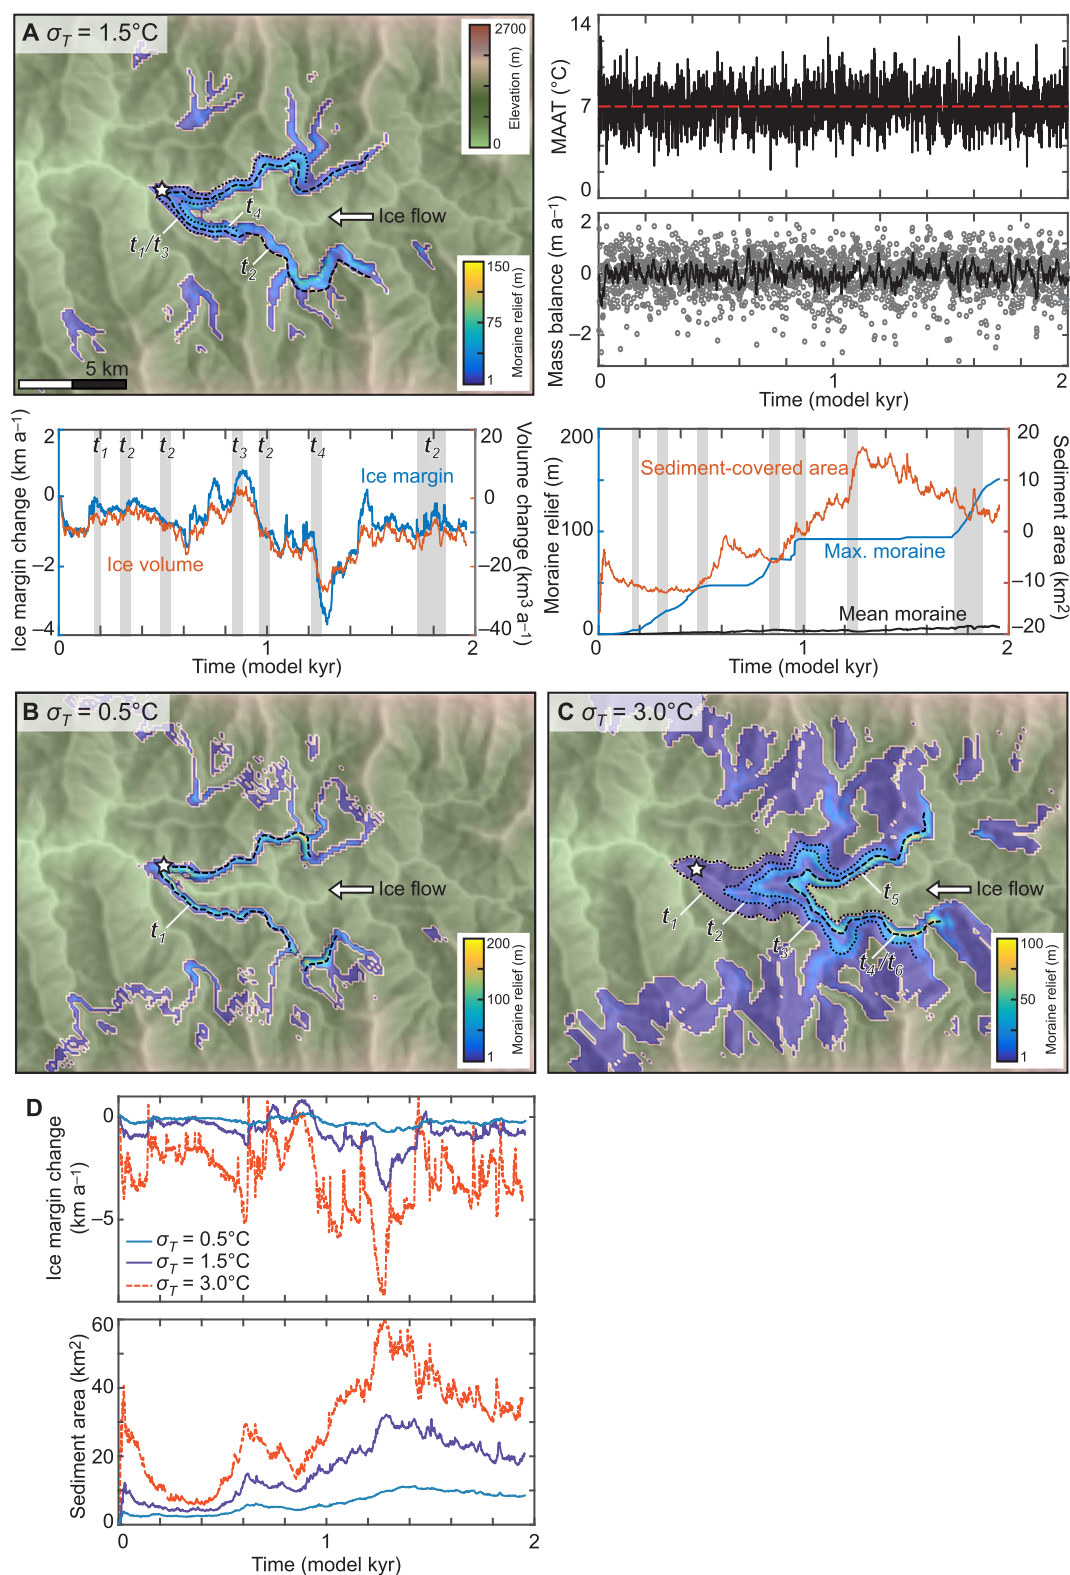 A σT = 1.5°C
2700
Elevation (m)
0
t4
Ice flow
t1/t3
t2
150
75
1
Moraine relief (m)
5 km
14
7
0
MAAT (°C)
2
0
−2
Mass balance (m a−1)
0
1
2
Time (model kyr)
2
0
−2
−4
Ice margin change (km a−1)
t1 t2 t2 t3 t2 t4 t2
Ice margin
Ice volume
20
0
−20
−40
Volume change (km3 a−1)
0
1
2
Time (model kyr)
200
100
0
Moraine relief (m)
Sediment-covered area
Max. moraine
Mean moraine
20
10
0
−10
−20
Sediment area (km2)
0
1
2
Time (model kyr)
B σT = 0.5°C
Ice flow
t1
200
100
1
Moraine relief (m)
C σT = 3.0°C
t5
Ice flow
t1
t2
t3
t4/t6
100
50
1
Moraine relief (m)
D
0
−5
Ice margin change
(km a−1)
σT = 0.5°C
σT = 1.5°C
σT = 3.0°C
60
40
20
0
Sediment area (km2)
0
1
2
Time (model kyr)